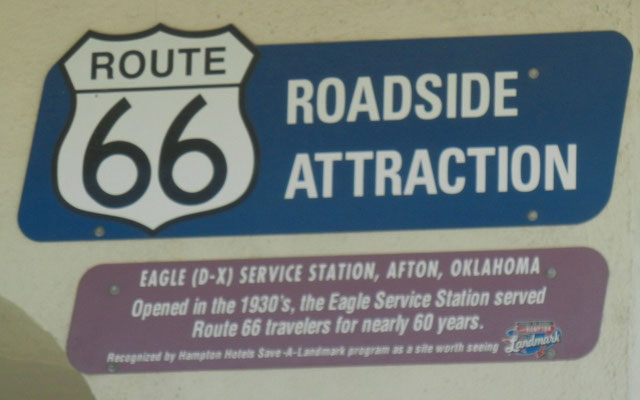 ROUTE
66
ROADSIDE
ATTRACTION
EAGLE (D-X) SERVICE STATION, AFTON, OKLAHOMA
Opened in the 1930's, the Eagle Service Station served
Route 66 travelers for nearly 60 years.
Recognized by Hampton Hotels Save-A-Landmark program as a site worth seeing
Landmark